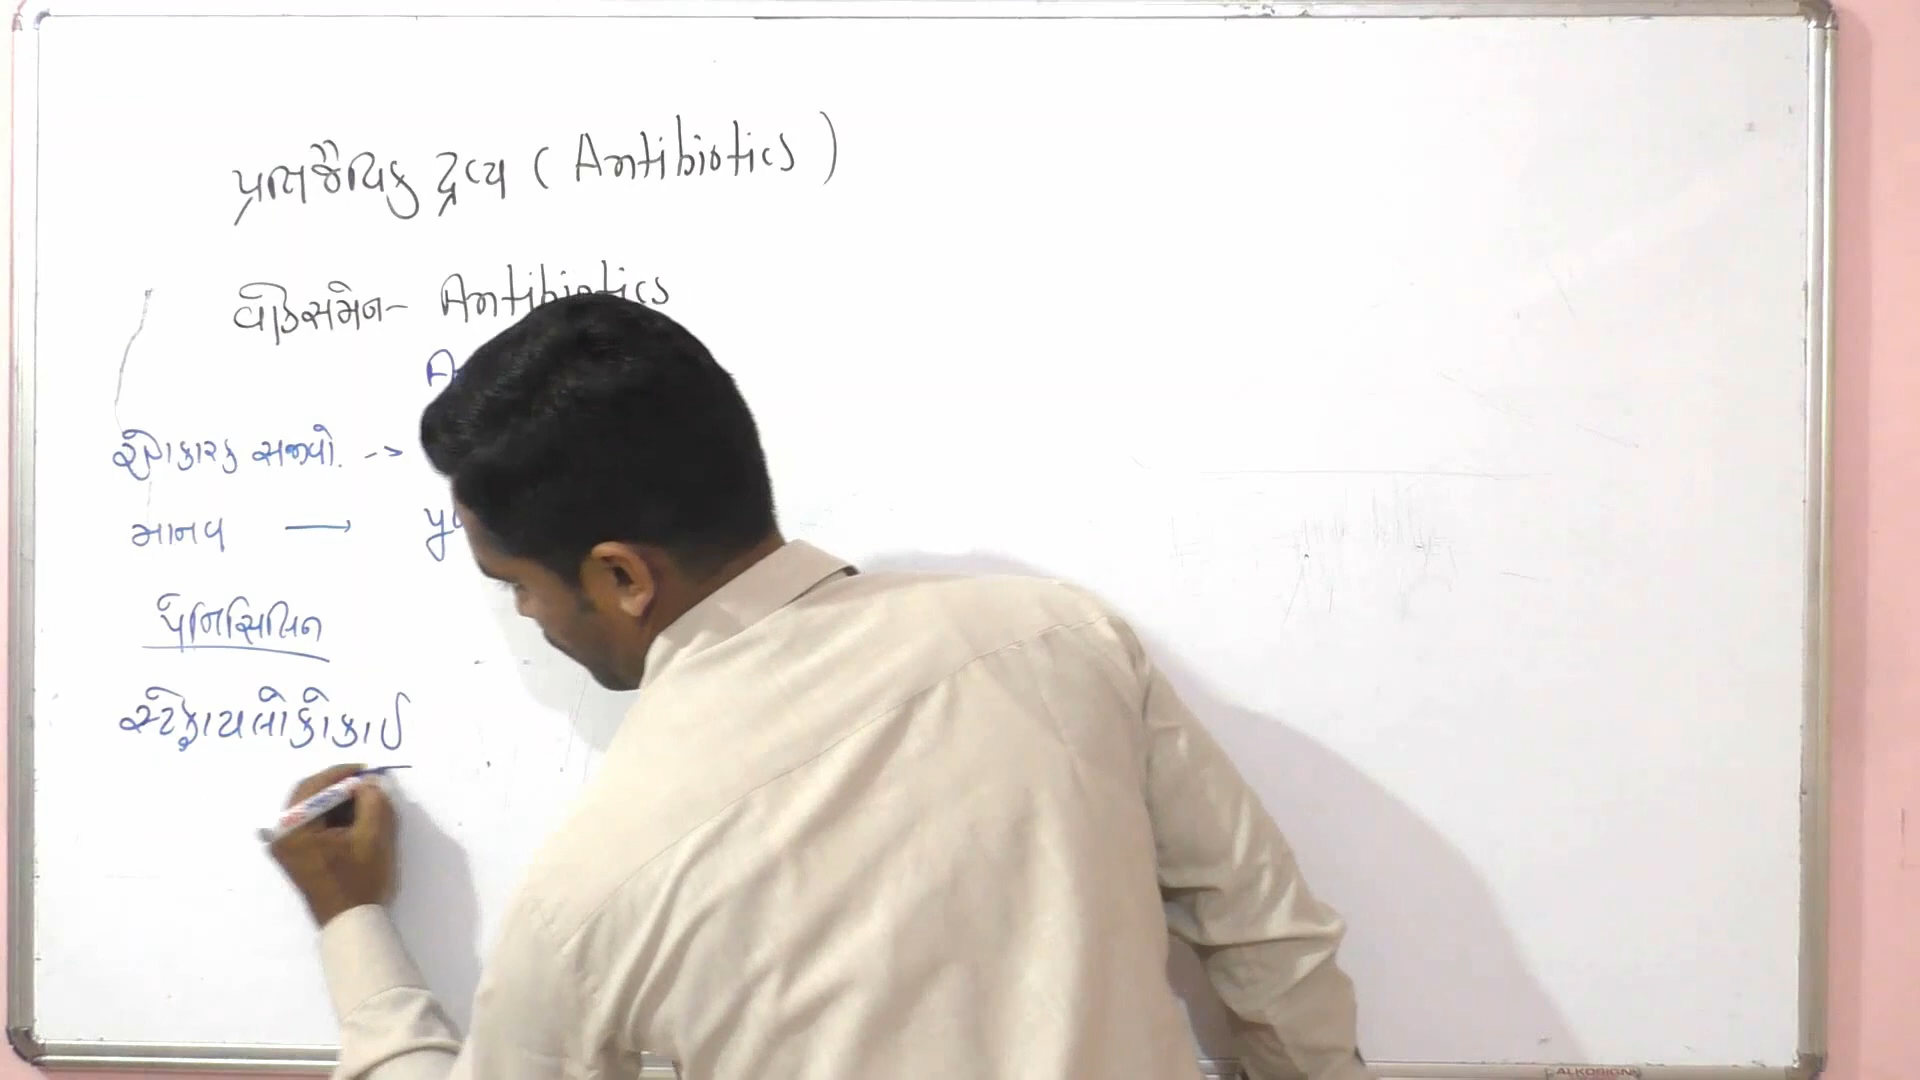 પ્રતિજૈવિક દ્રવ્ય ( Antibiotics )
વૉક્સમેન - Antibiotics
A
રોગકારક સજીવો. ->
માનવ →
પેનિસિલિન
સ્ટેફાયલોકોકાઈ